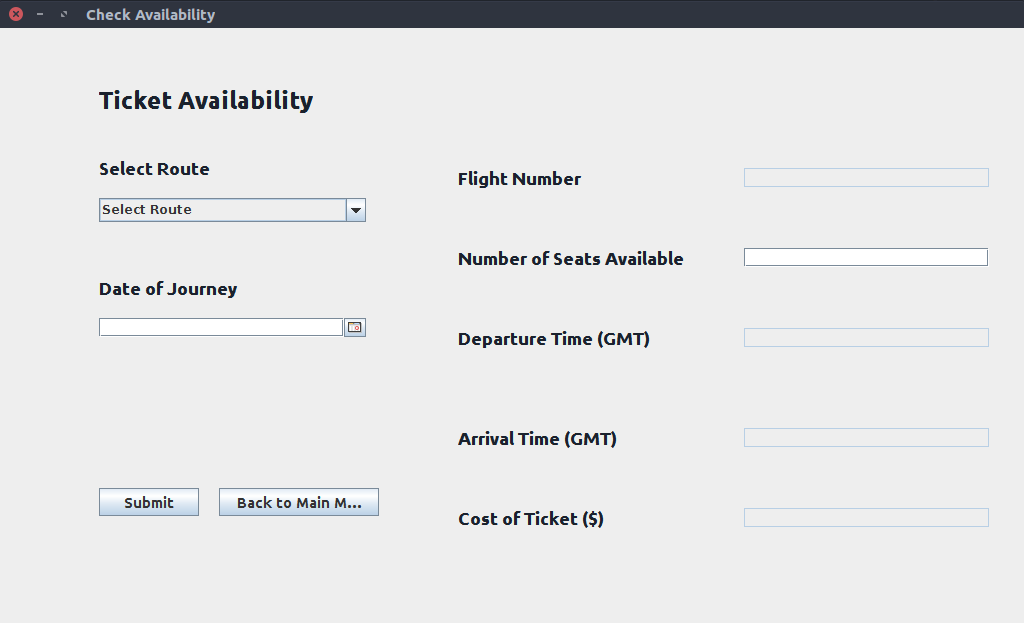 Check Availability
Ticket Availability
Select Route
Select Route
Date of Journey
Submit
Back to Main M...
Flight Number
Number of Seats Available
Departure Time (GMT)
Arrival Time (GMT)
Cost of Ticket ($)